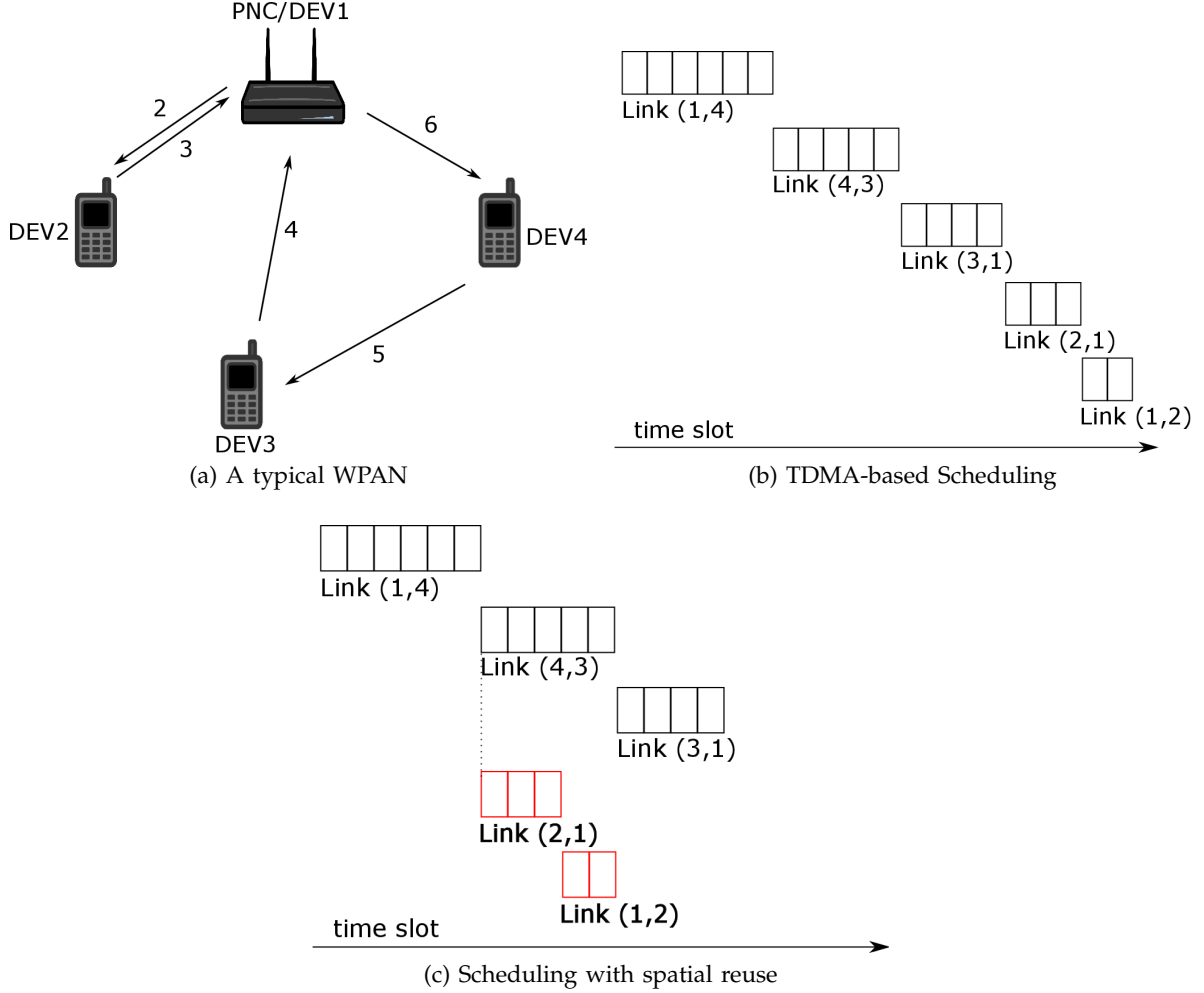 PNC/DEV1
2
3
6
DEV2
4
DEV4
5
DEV3
(a) A typical WPAN
Link (1,4)
Link (4,3)
Link (3,1)
Link (2,1)
Link (1,2)
time slot
(b) TDMA-based Scheduling
Link (1,4)
Link (4,3)
Link (3,1)
Link (2,1)
Link (1,2)
time slot
(c) Scheduling with spatial reuse